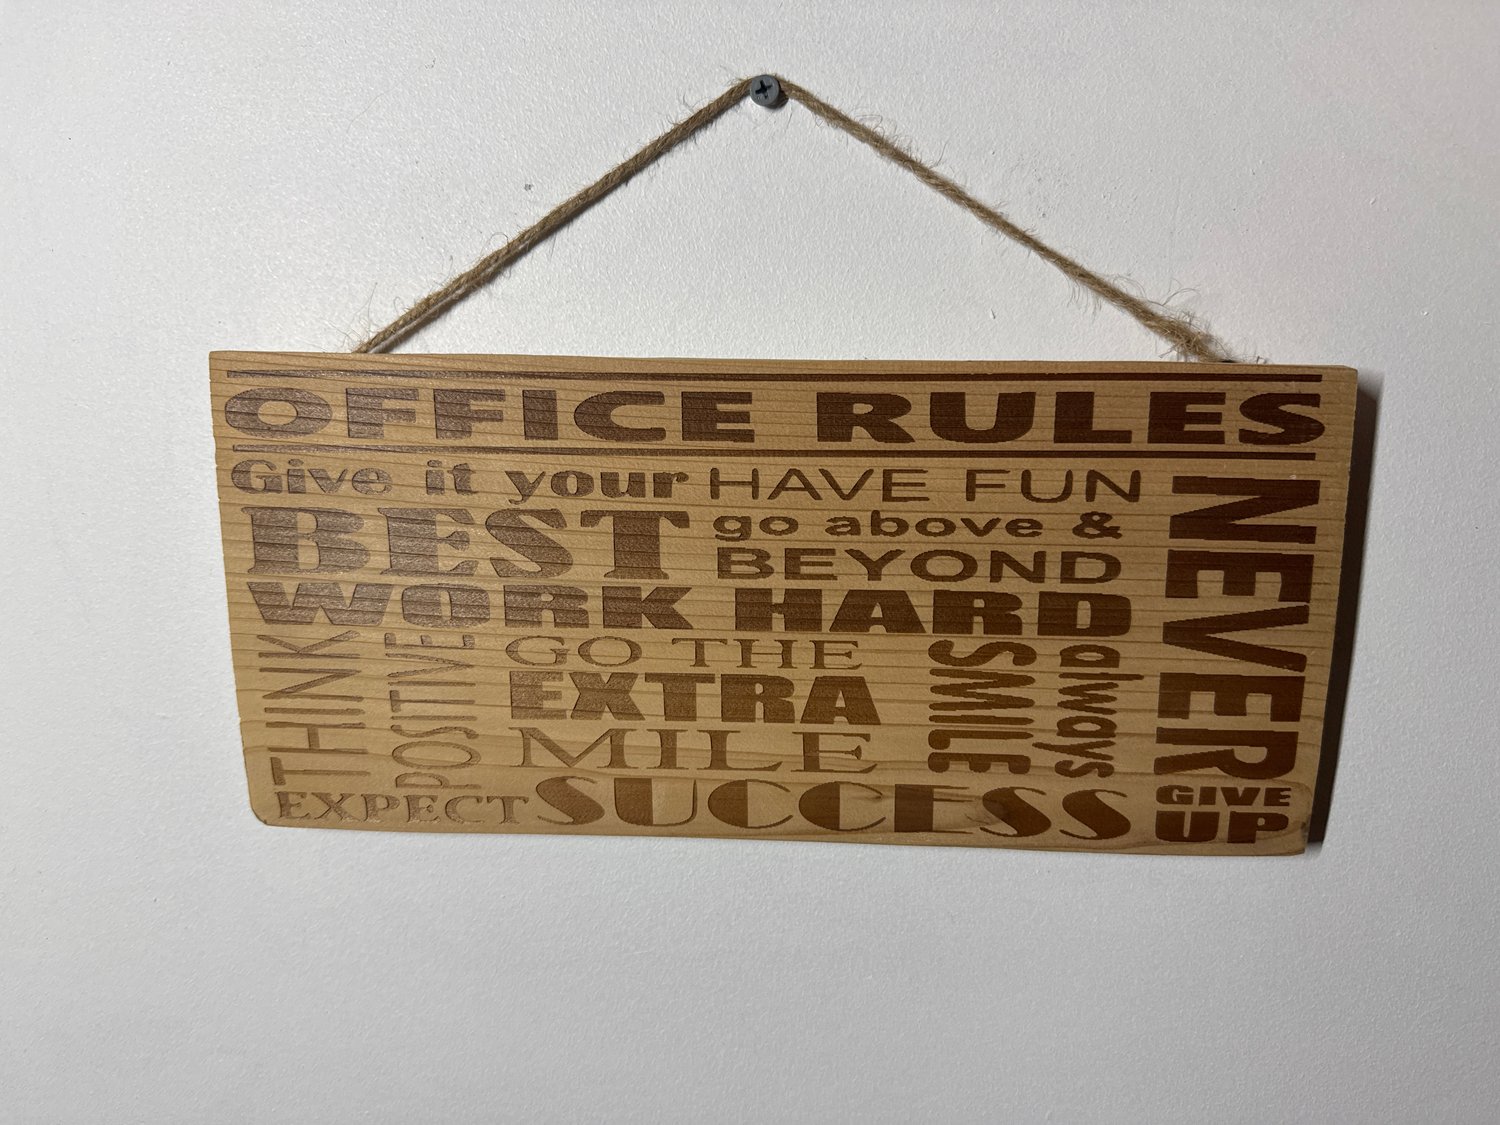 OFFICE RULES
Give it your
BEST
HAVE FUN
go above &
BEYOND
WORK HARD
THINK
POSITIVE
GO THE
EXTRA
MILE
always
SMILE
EXPECT SUCCESS
NEVER
GIVE
UP